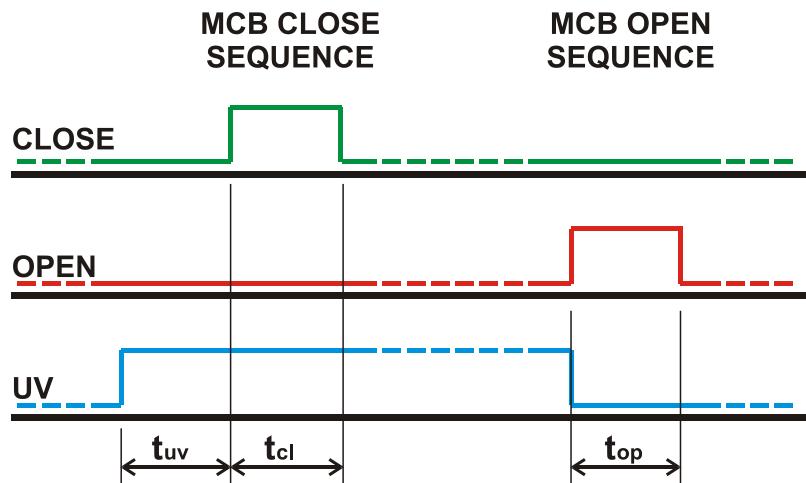 MCB CLOSE
SEQUENCE
MCB OPEN
SEQUENCE
CLOSE
OPEN
UV
tuv
tcl
top